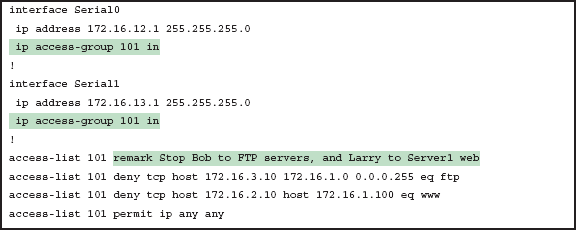 interface Serial0
 ip address 172.16.12.1 255.255.255.0
 ip access-group 101 in
!
interface Serial1
 ip address 172.16.13.1 255.255.255.0
 ip access-group 101 in
!
access-list 101 remark Stop Bob to FTP servers, and Larry to Server1 web
access-list 101 deny tcp host 172.16.3.10 172.16.1.0 0.0.0.255 eq ftp
access-list 101 deny tcp host 172.16.2.10 host 172.16.1.100 eq www
access-list 101 permit ip any any